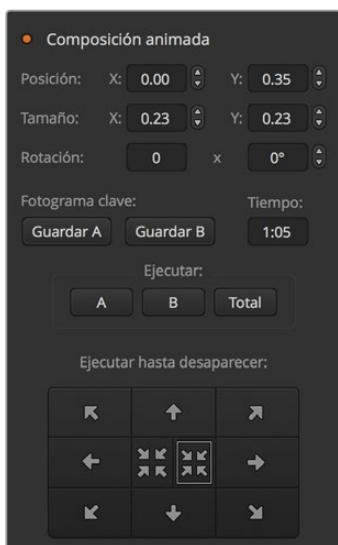 Composición animada
Posición: X: 0.00 Y: 0.35
Tamaño: X: 0.23 Y: 0.23
Rotación: 0 x 0°
Fotograma clave: Tiempo:
Guardar A Guardar B 1:05
Ejecutar:
A B Total
Ejecutar hasta desaparecer: